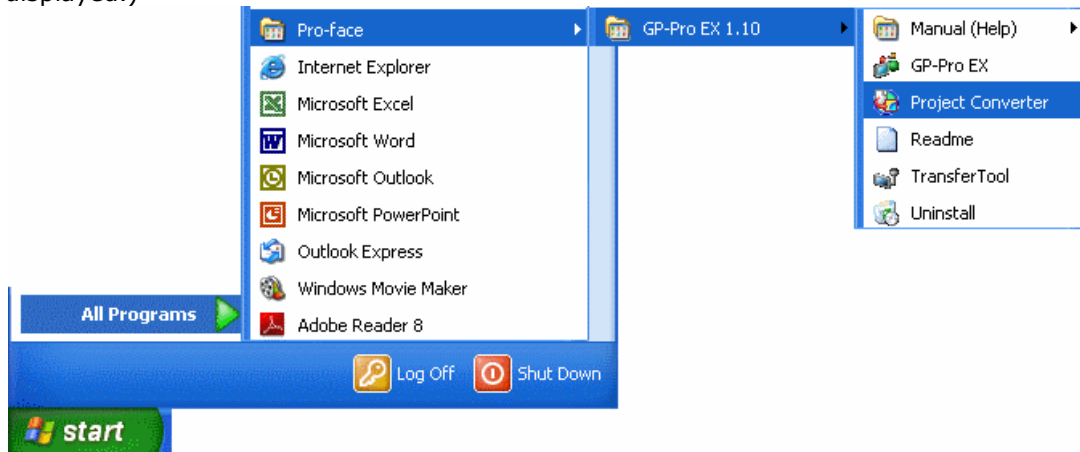 displayed.)
Pro-face
Internet Explorer
Microsoft Excel
Microsoft Word
Microsoft Outlook
Microsoft PowerPoint
Outlook Express
Windows Movie Maker
Adobe Reader 8
GP-Pro EX 1.10
Manual (Help)
GP-Pro EX
Project Converter
Readme
TransferTool
Uninstall
All Programs
Log Off
Shut Down
start